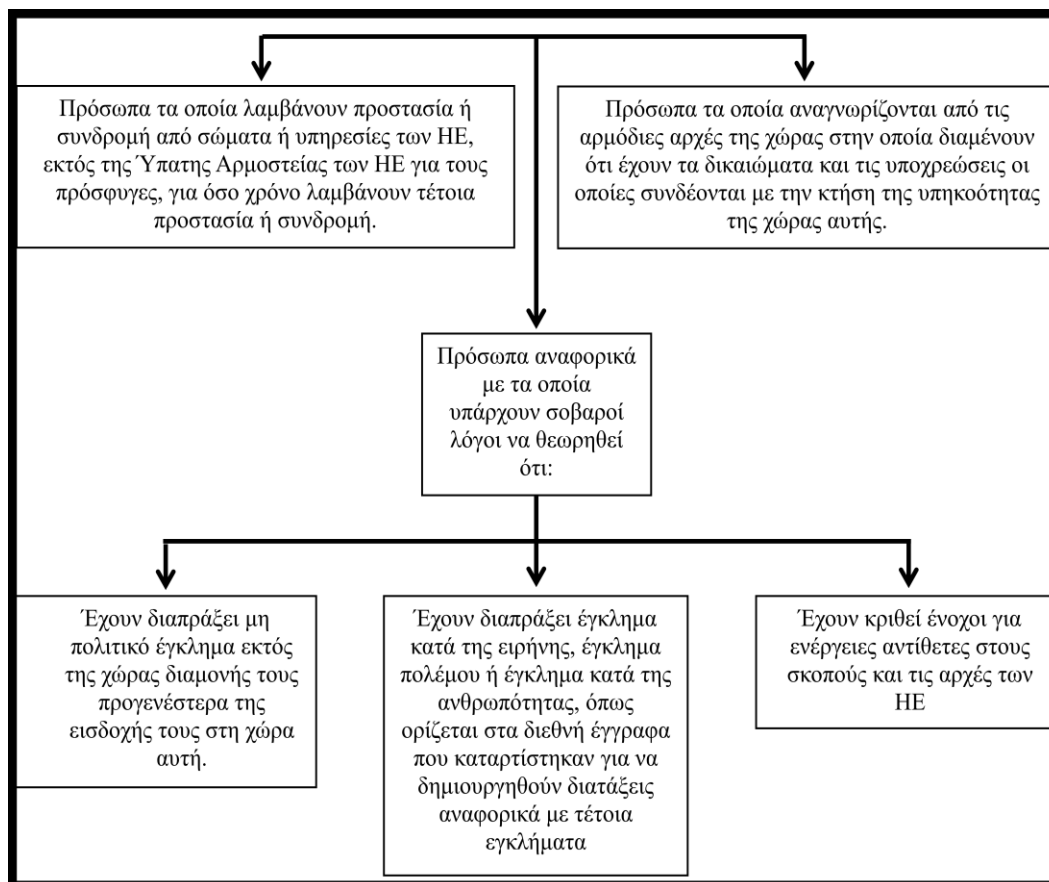 Πρόσωπα τα οποία λαμβάνουν προστασία ή
συνδρομή από σώματα ή υπηρεσίες των ΗΕ,
εκτός της Ύπατης Αρμοστείας των ΗΕ για τους
πρόσφυγες, για όσο χρόνο λαμβάνουν τέτοια
προστασία ή συνδρομή.
Πρόσωπα τα οποία αναγνωρίζονται από τις
αρμόδιες αρχές της χώρας στην οποία διαμένουν
ότι έχουν τα δικαιώματα και τις υποχρεώσεις οι
οποίες συνδέονται με την κτήση της υπηκοότητας
της χώρας αυτής.
Πρόσωπα αναφορικά
με τα οποία
υπάρχουν σοβαροί
λόγοι να θεωρηθεί
ότι:
Έχουν διαπράξει μη
πολιτικό έγκλημα εκτός
της χώρας διαμονής τους
προγενέστερα της
εισδοχής τους στη χώρα
αυτή.
Έχουν διαπράξει έγκλημα
κατά της ειρήνης, έγκλημα
πολέμου ή έγκλημα κατά της
ανθρωπότητας, όπως
ορίζεται στα διεθνή έγγραφα
που καταρτίστηκαν για να
δημιουργηθούν διατάξεις
αναφορικά με τέτοια
εγκλήματα
Έχουν κριθεί ένοχοι για
ενέργειες αντίθετες στους
σκοπούς και τις αρχές των
ΗΕ